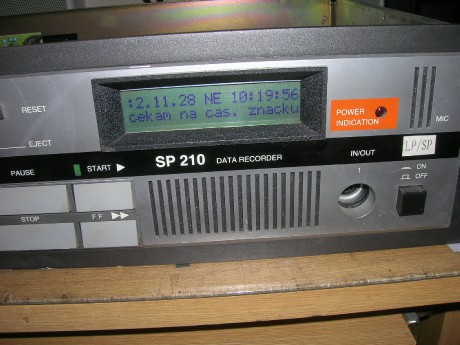 :2.11.28 NE 10:19:56
cekam na cas. znacku
RESET
EJECT
POWER
INDICATION
MIC
PAUSE
START
SP 210 DATA RECORDER
IN/OUT
LP/SP
1
ON
OFF
STOP
FF